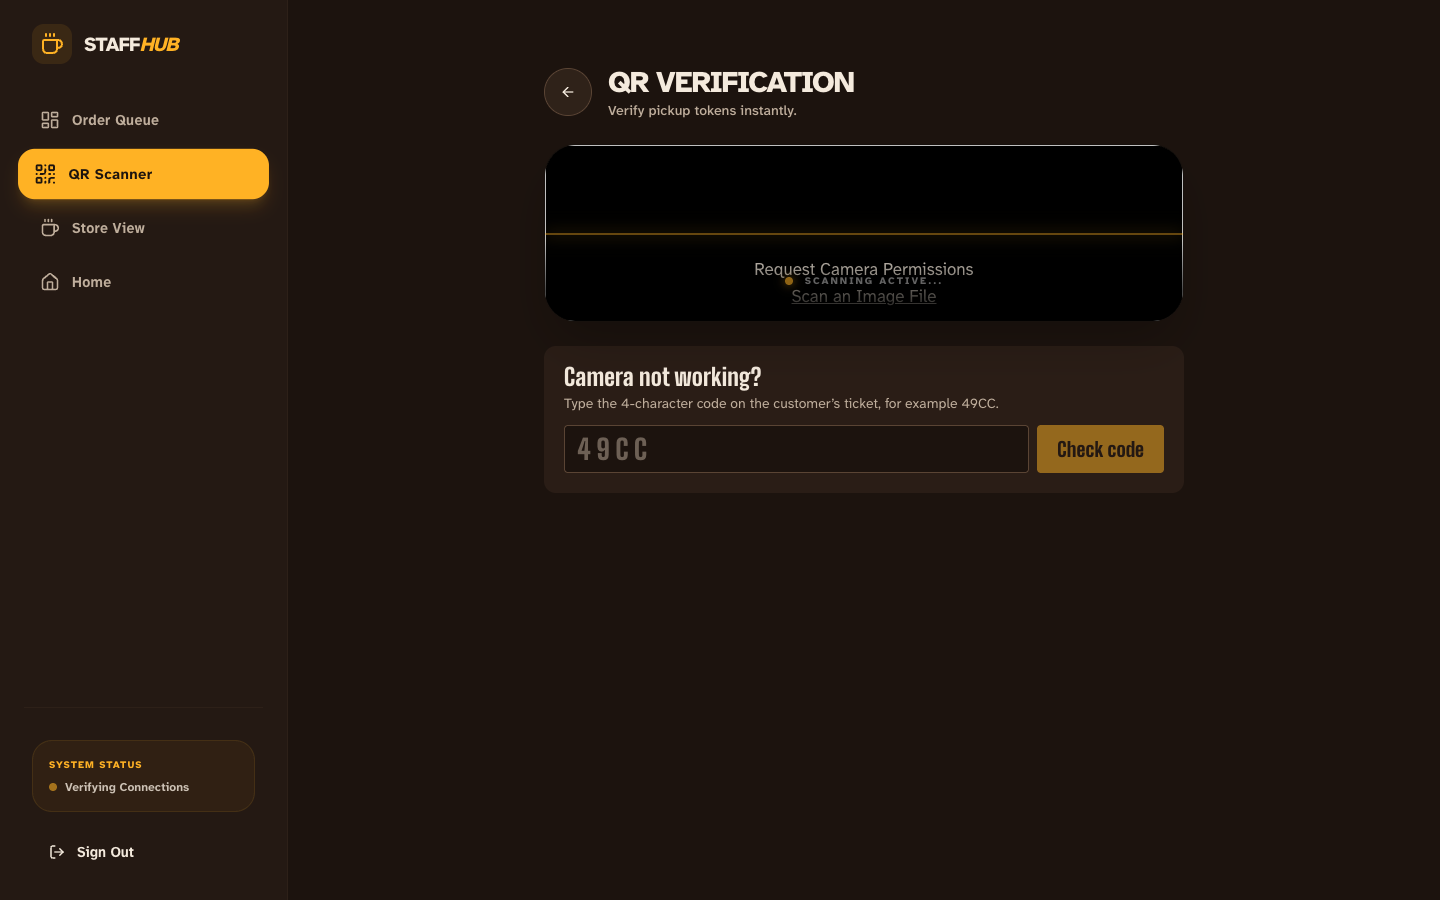 STAFFHUB
Order Queue
QR Scanner
Store View
Home
SYSTEM STATUS
Verifying Connections
Sign Out
QR VERIFICATION
Verify pickup tokens instantly.
Request Camera Permissions
SCANNING ACTIVE...
Scan an Image File
Camera not working?
Type the 4-character code on the customer’s ticket, for example 49CC.
49CC
Check code